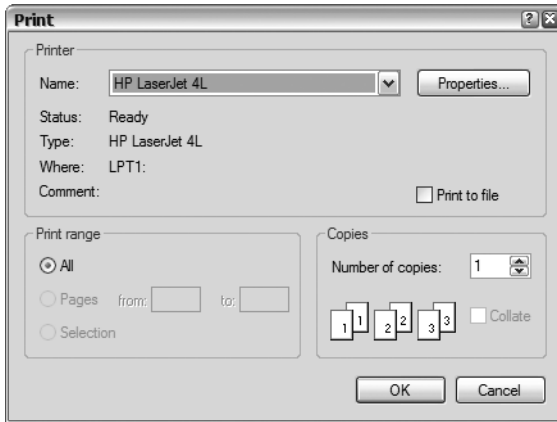 Print
Printer
Name: HP LaserJet 4L Properties...
Status: Ready
Type: HP LaserJet 4L
Where: LPT1:
Comment: Print to file
Print range
All
Pages from: to:
Selection
Copies
Number of copies: 1
1 1 2 2 3 3 Collate
OK Cancel